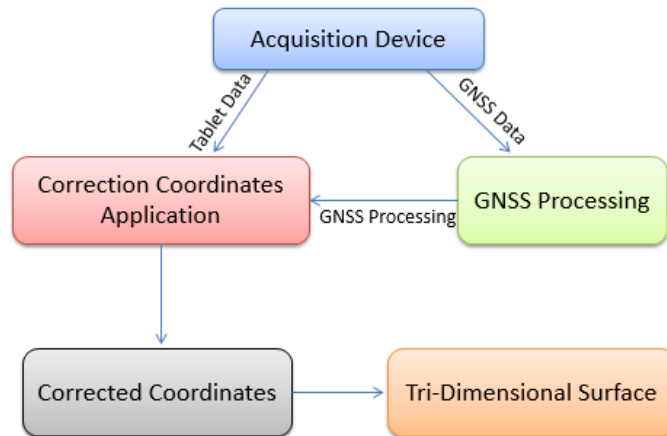 Acquisition Device
Tablet Data
GNSS Data
Correction Coordinates
Application
GNSS Processing
GNSS Processing
Corrected Coordinates
Tri-Dimensional Surface